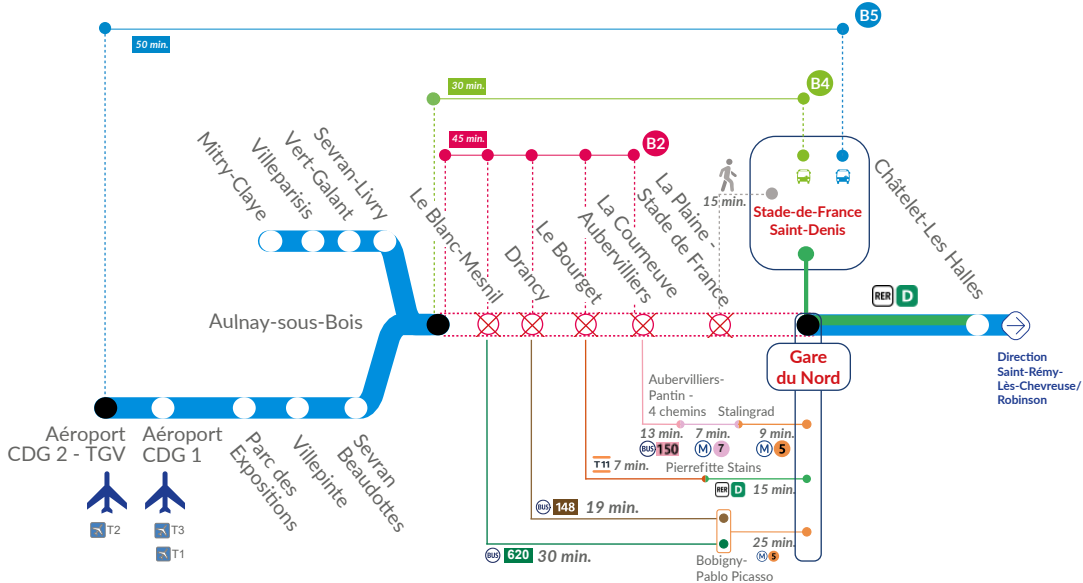 B5
50 min.
30 min.
B4
45 min.
B2
15 min.
Stade-de-France
Saint-Denis
Mitry-Claye
Villeparisis
Vert-Galant
Sevran-Livry
Le Blanc-Mesnil
Drancy
Le Bourget
La Courneuve
Aubervilliers
La Plaine -
Stade de France
Châtelet-Les Halles
RER D
Aulnay-sous-Bois
Gare
du Nord
Direction
Saint-Rémy-
Lès-Chevreuse/
Robinson
Aéroport
CDG 2 - TGV
Aéroport
CDG 1
Parc des
Expositions
Villepinte
Sevran
Beaudottes
T2
T3
T1
Aubervilliers-
Pantin -
4 chemins
Stalingrad
13 min.
7 min.
9 min.
BUS 150
M 7
M 5
T11 7 min.
Pierrefitte Stains
RER D 15 min.
BUS 148 19 min.
BUS 620 30 min.
25 min.
M 5
Bobigny-
Pablo Picasso